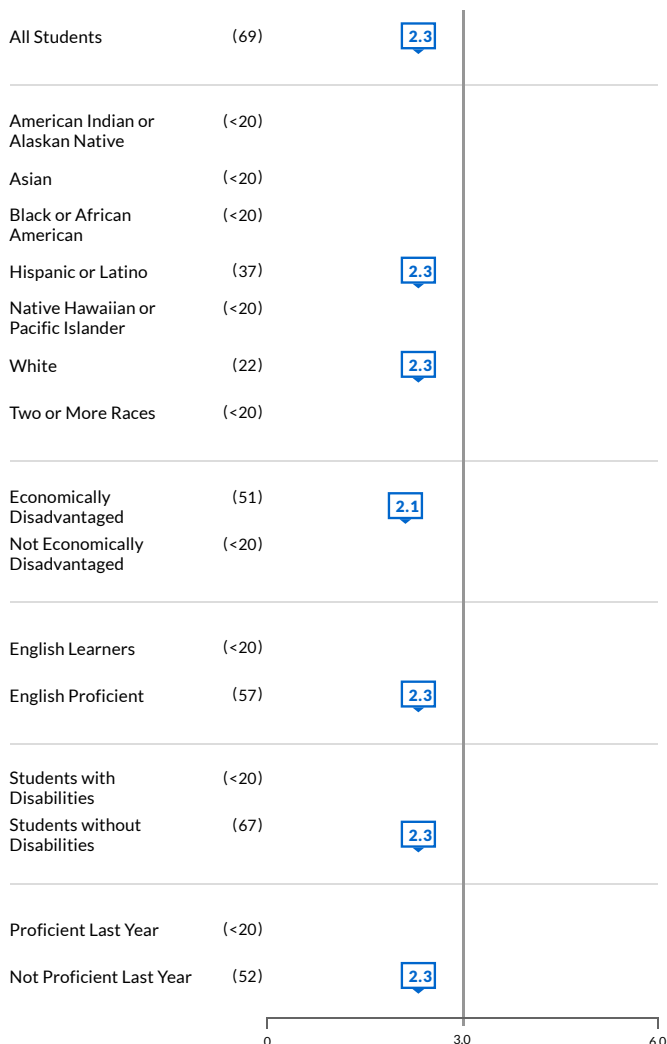 All Students (69) 2.3
American Indian or (<20)
Alaskan Native
Asian (<20)
Black or African (<20)
American
Hispanic or Latino (37) 2.3
Native Hawaiian or (<20)
Pacific Islander
White (22) 2.3
Two or More Races (<20)
Economically (51) 2.1
Disadvantaged
Not Economically (<20)
Disadvantaged
English Learners (<20)
English Proficient (57) 2.3
Students with (<20)
Disabilities
Students without (67) 2.3
Disabilities
Proficient Last Year (<20)
Not Proficient Last Year (52) 2.3
0 3.0 6.0